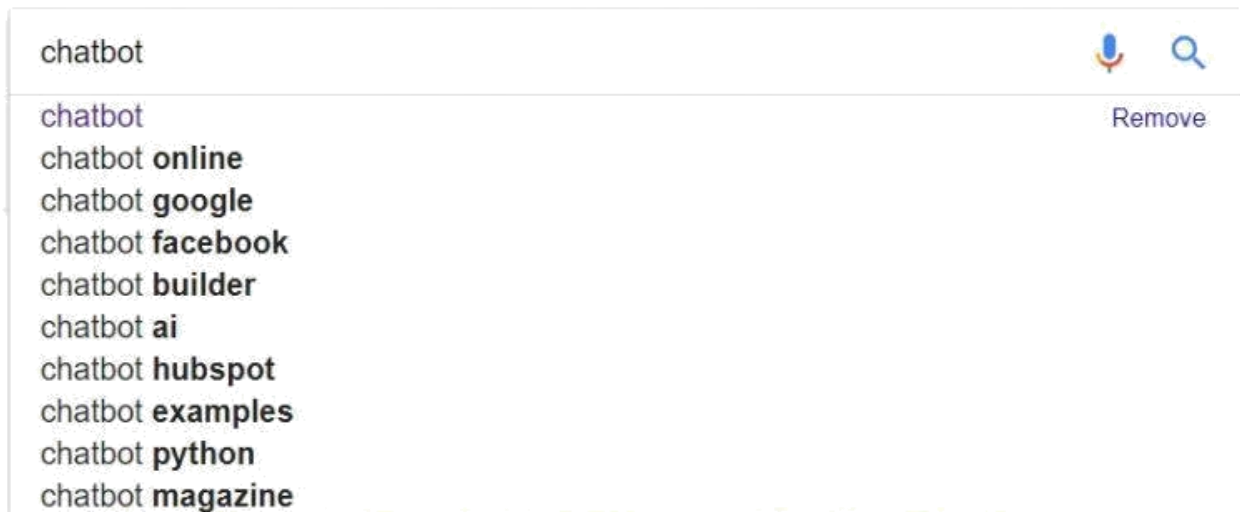 chatbot
chatbot Remove
chatbot online
chatbot google
chatbot facebook
chatbot builder
chatbot ai
chatbot hubspot
chatbot examples
chatbot python
chatbot magazine